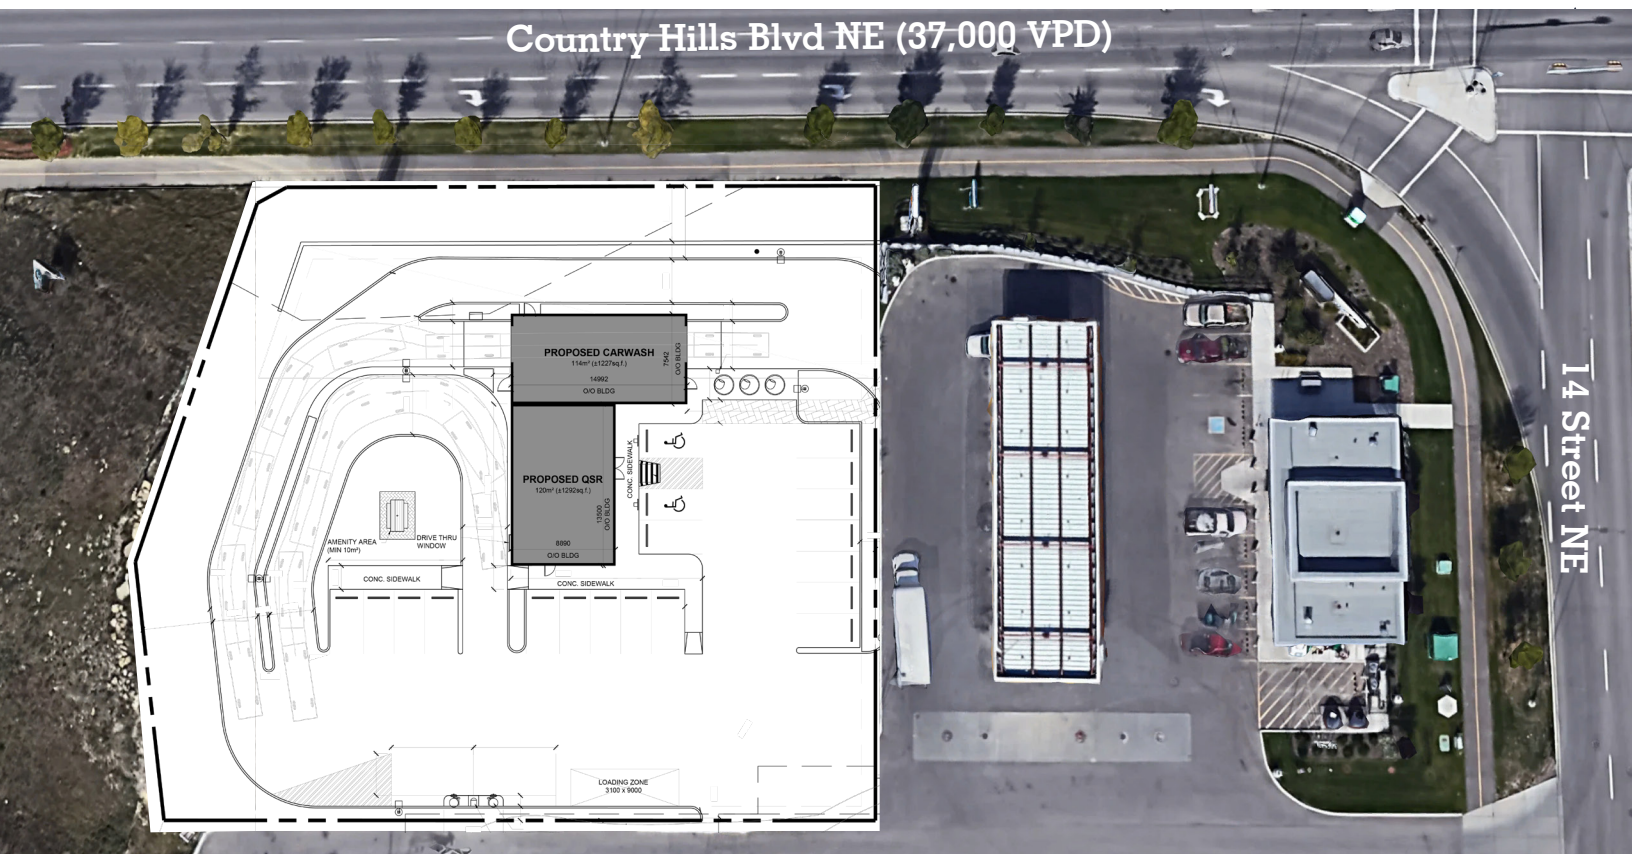 Country Hills Blvd NE (37,000 VPD)
14 Street NE
PROPOSED CARWASH
114m² (±1227sq.f.)
14992
O/O BLDG
7542
O/O BLDG
PROPOSED QSR
120m² (±1292sq.f.)
13500
O/O BLDG
8890
O/O BLDG
CONC. SIDEWALK
AMENITY AREA
(MIN 10m²)
DRIVE THRU
WINDOW
CONC. SIDEWALK
CONC. SIDEWALK
LOADING ZONE
3100 x 9000